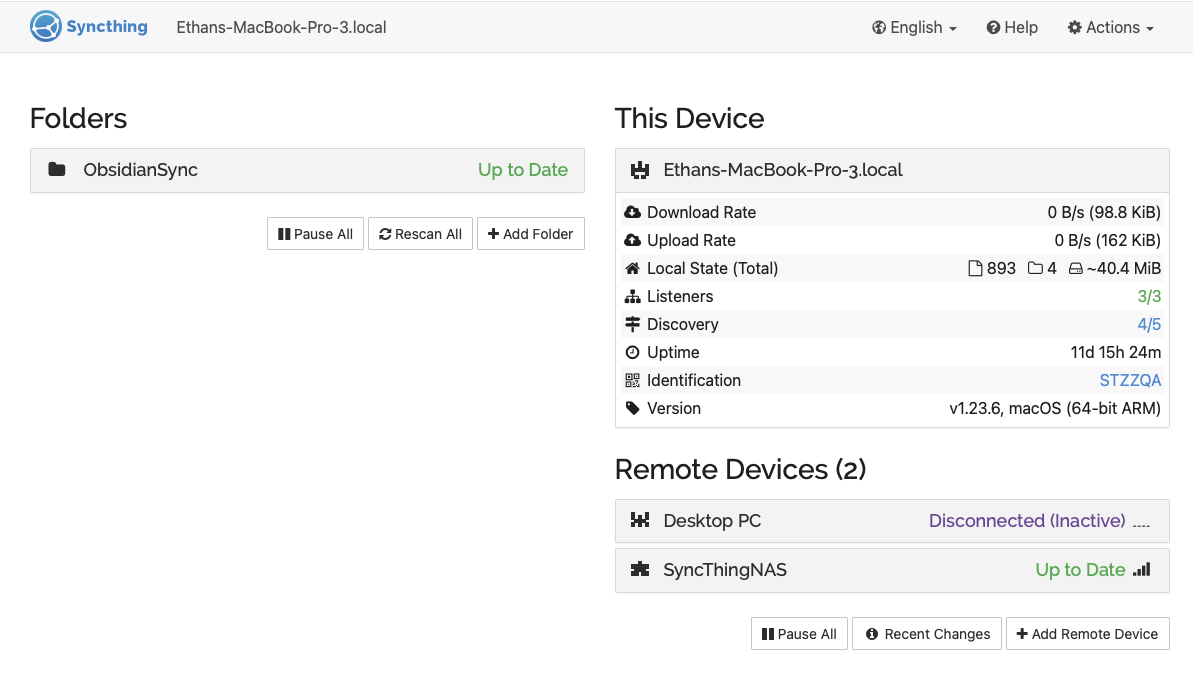 Syncthing Ethans-MacBook-Pro-3.local English Help Actions
Folders
ObsidianSync Up to Date
Pause All Rescan All Add Folder
This Device
Ethans-MacBook-Pro-3.local
Download Rate 0 B/s (98.8 KiB)
Upload Rate 0 B/s (162 KiB)
Local State (Total) 893 4 ~40.4 MiB
Listeners 3/3
Discovery 4/5
Uptime 11d 15h 24m
Identification STZZQA
Version v1.23.6, macOS (64-bit ARM)
Remote Devices (2)
Desktop PC Disconnected (Inactive)
SyncThingNAS Up to Date
Pause All Recent Changes Add Remote Device